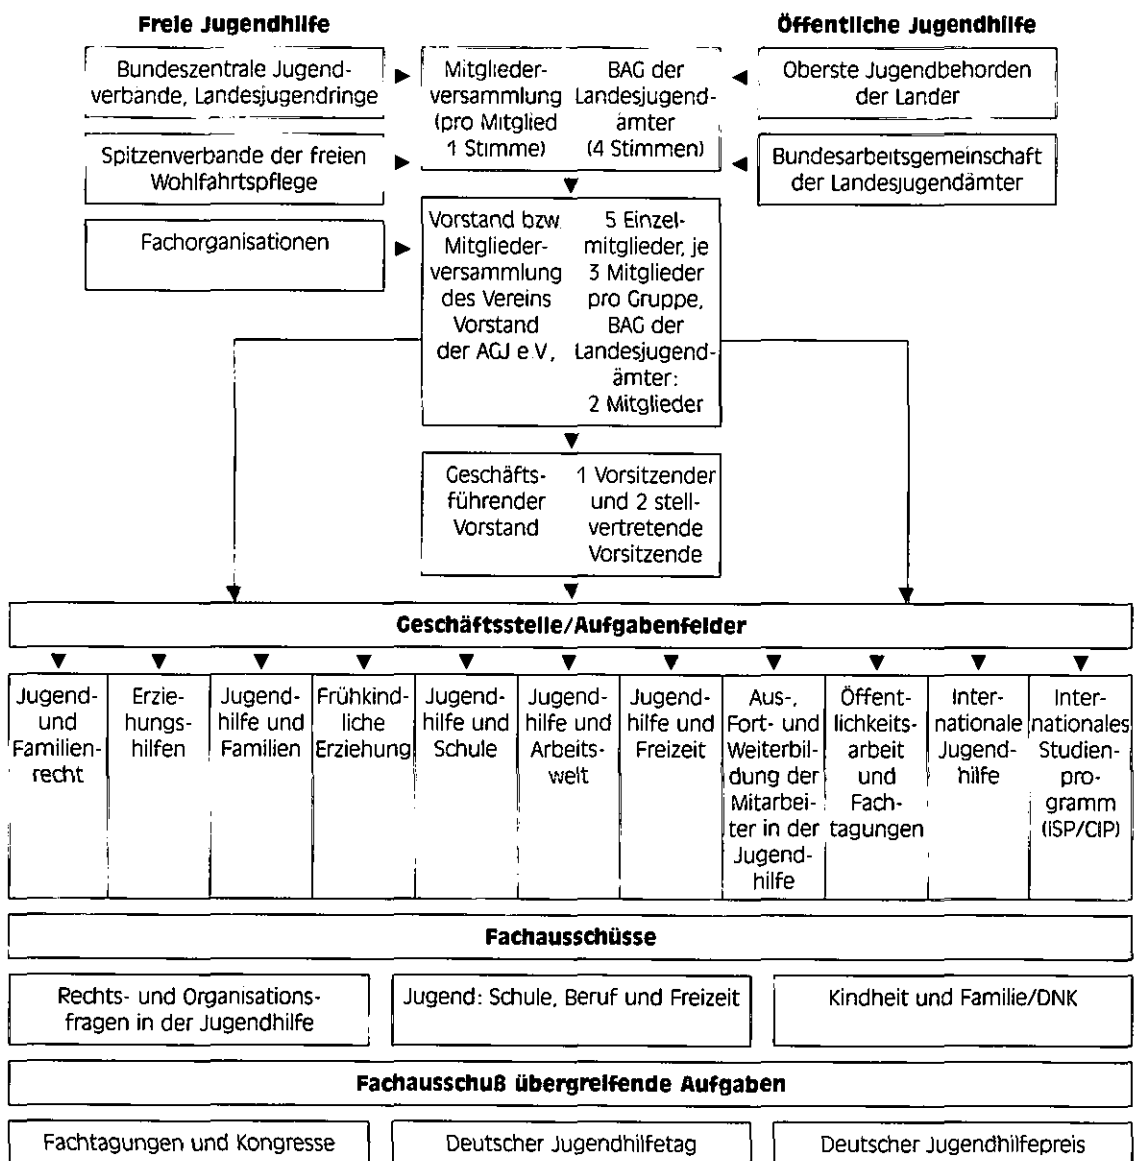 Freie Jugendhilfe
Öffentliche Jugendhilfe
Bundeszentrale Jugend-
verbände, Landesjugendringe
Mitglieder-
versammlung
(pro Mitglied
1 Stimme)
BAG der
Landesjugend-
ämter
(4 Stimmen)
Oberste Jugendbehorden
der Lander
Spitzenverbande der freien
Wohlfahrtspflege
Bundesarbeitsgemeinschaft
der Landesjugendämter
Fachorganisationen
Vorstand bzw
Mitglieder-
versammlung
des Vereins
Vorstand
der AGJ e.V.,
5 Einzel-
mitglieder, je
3 Mitglieder
pro Gruppe,
BAG der
Landesjugend-
ämter:
2 Mitglieder
Geschäfts-
führender
Vorstand
1 Vorsitzender
und 2 stell-
vertretende
Vorsitzende
Geschäftsstelle/Aufgabenfelder
Jugend-
und
Familien-
recht
Erzie-
hungs-
hilfen
Jugend-
hilfe und
Familien
Frühkind-
liche
Erziehung
Jugend-
hilfe und
Schule
Jugend-
hilfe und
Arbeits-
welt
Jugend-
hilfe und
Freizeit
Aus-,
Fort- und
Weiterbil-
dung der
Mitarbei-
ter in der
Jugend-
hilfe
Öffent-
lichkeits-
arbeit
und
Fach-
tagungen
Inter-
nationale
Jugend-
hilfe
Inter-
nationales
Studien-
pro-
gramm
(ISP/CIP)
Fachausschüsse
Rechts- und Organisations-
fragen in der Jugendhilfe
Jugend: Schule, Beruf und Freizeit
Kindheit und Familie/DNK
Fachausschuß übergreifende Aufgaben
Fachtagungen und Kongresse
Deutscher Jugendhilfetag
Deutscher Jugendhilfepreis